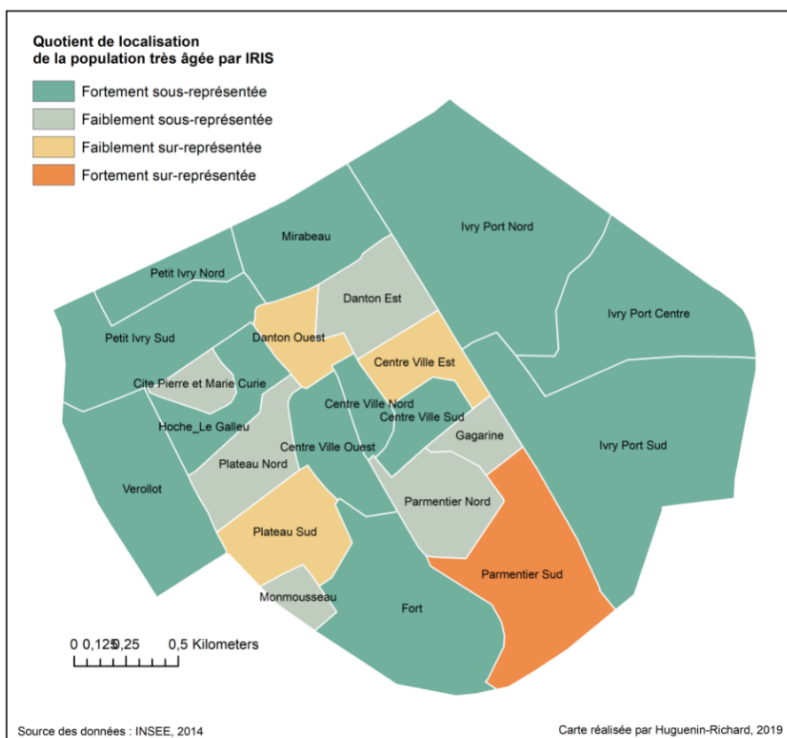 Quotient de localisation
de la population très âgée par IRIS
Fortement sous-représentée
Faiblement sous-représentée
Faiblement sur-représentée
Fortement sur-représentée
Ivry Port Nord
Mirabeau
Petit Ivry Nord
Danton Est
Ivry Port Centre
Petit Ivry Sud
Danton Ouest
Centre Ville Est
Cite Pierre et Marie Curie
Centre Ville Nord
Centre Ville Sud
Hoche_Le Galleu
Gagarine
Centre Ville Ouest
Ivry Port Sud
Plateau Nord
Verollot
Parmentier Nord
Plateau Sud
Parmentier Sud
Monmousseau
Fort
0 0,125 0,25 0,5 Kilometers
Source des données : INSEE, 2014
Carte réalisée par Huguenin-Richard, 2019